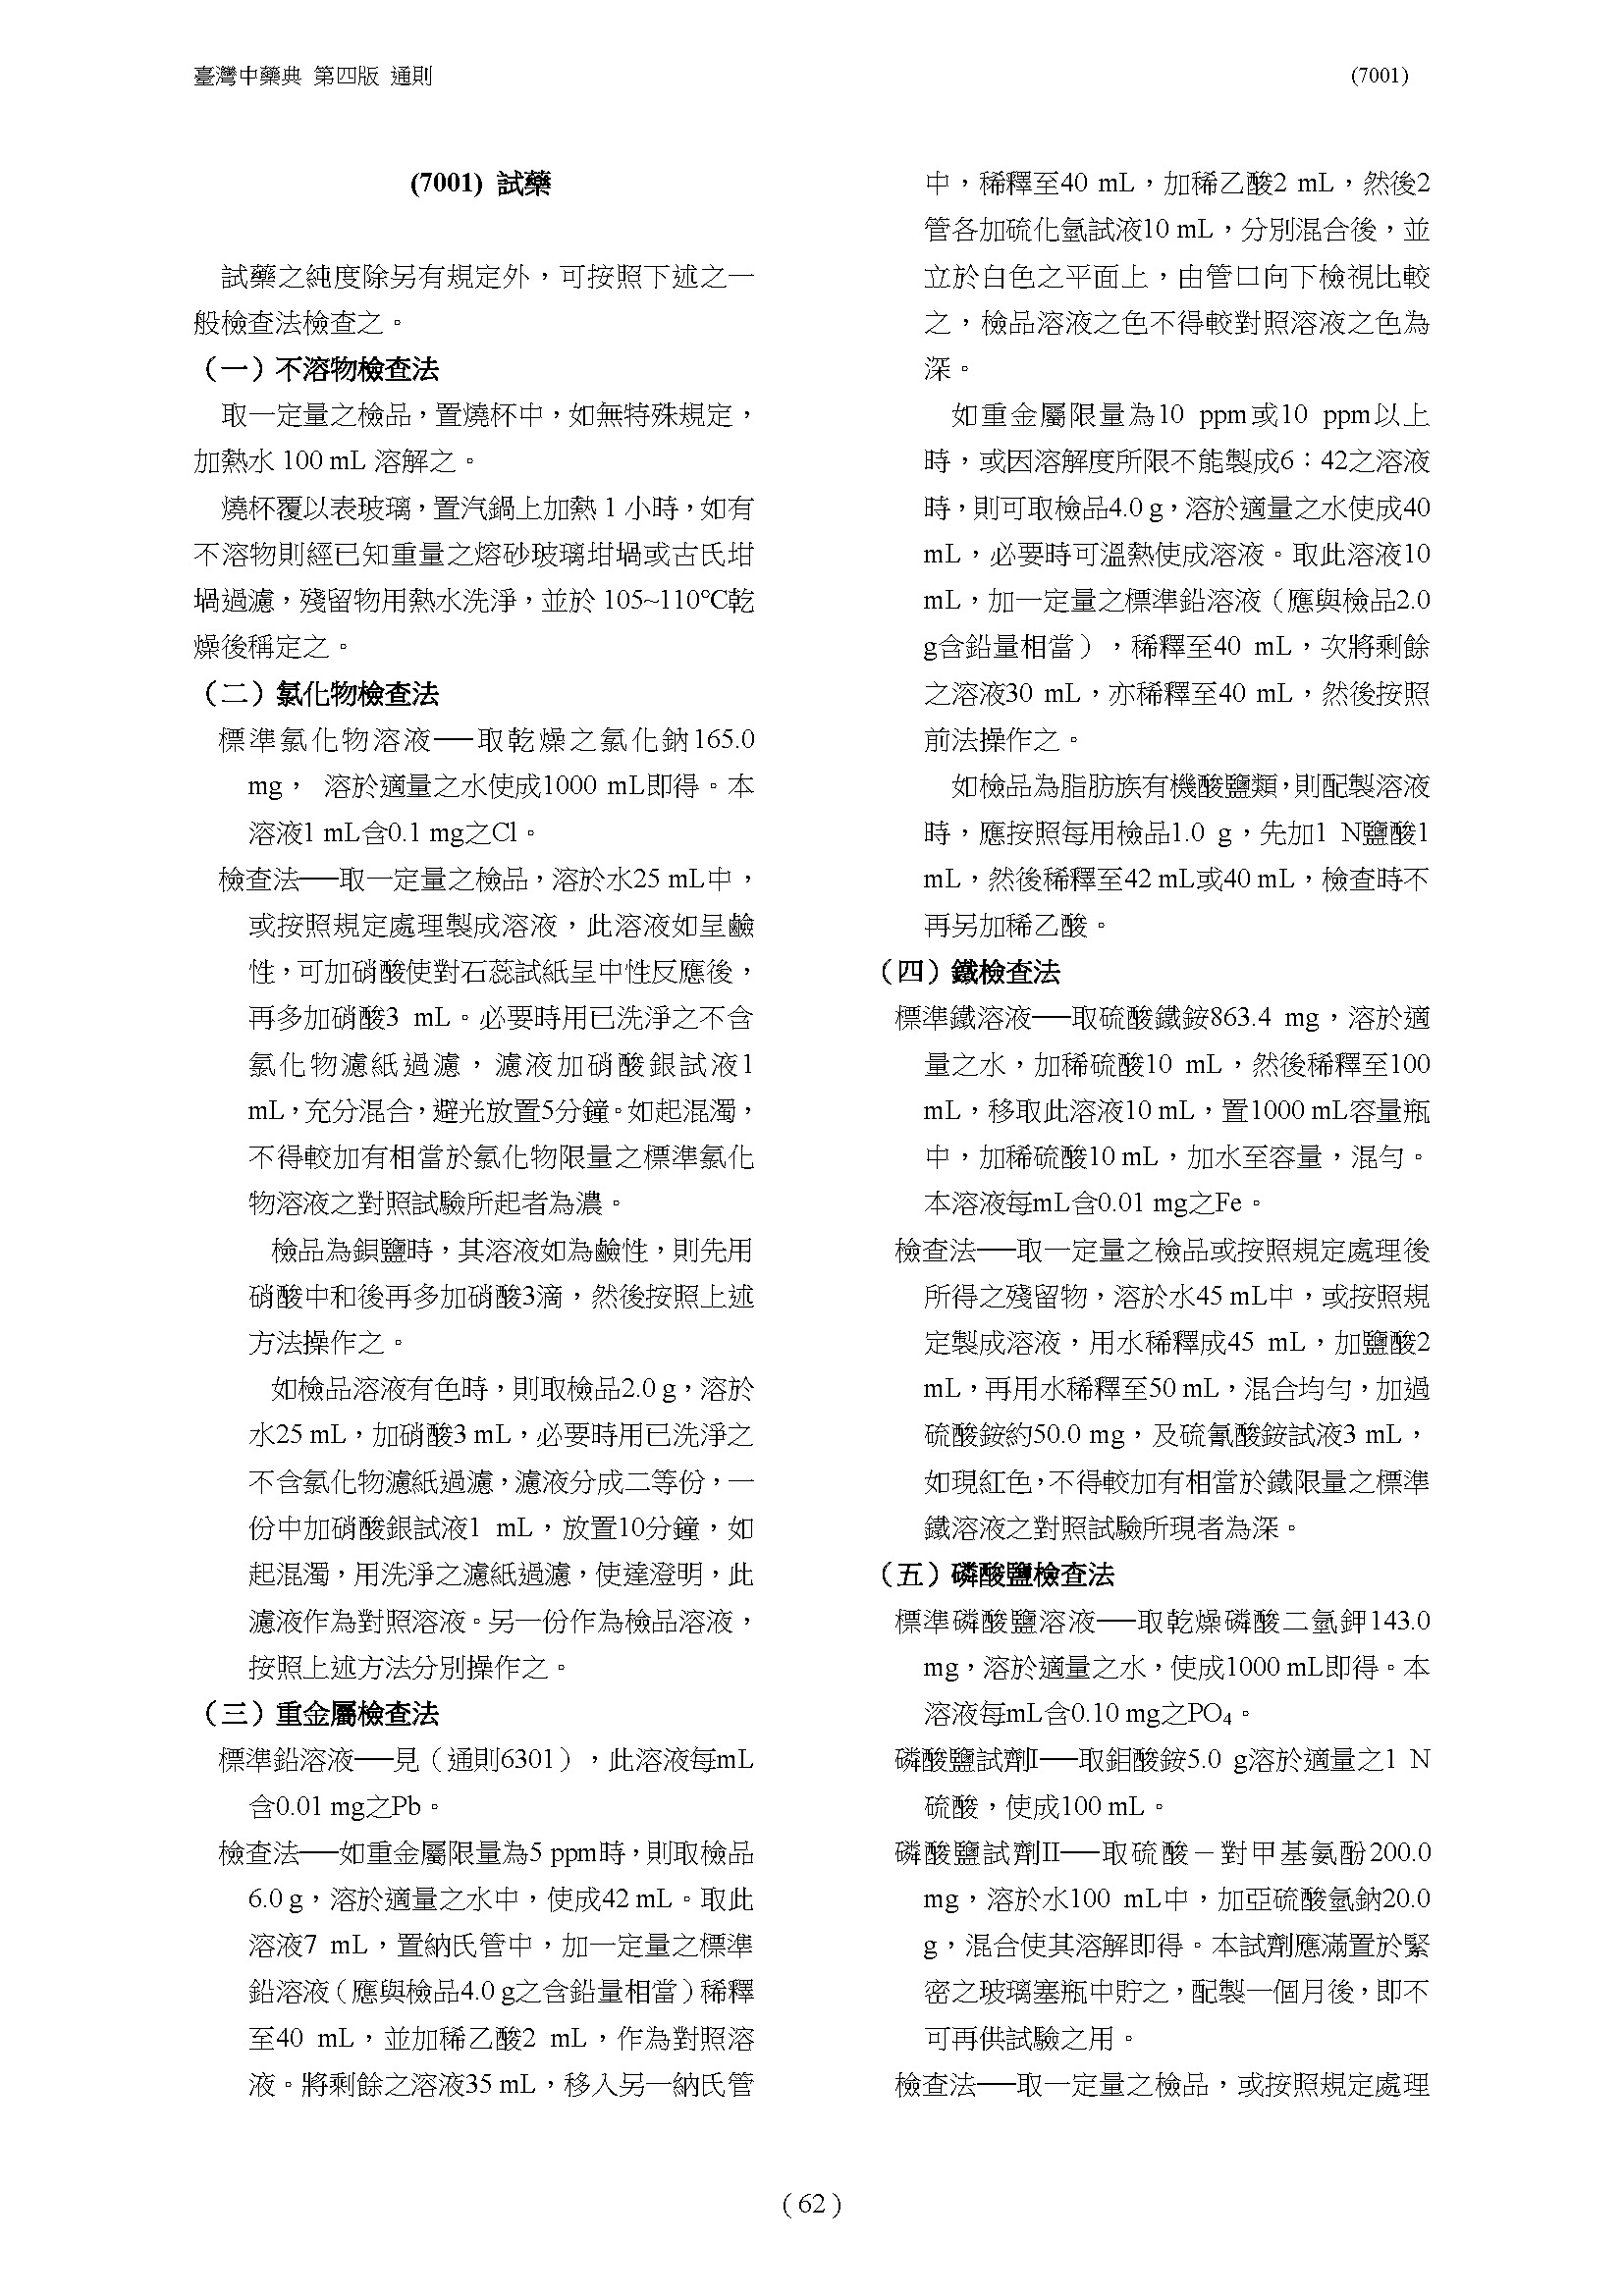 臺灣中藥典 第四版 通則
(7001)
(7001) 試藥
試藥之純度除另有規定外，可按照下述之一
般檢查法檢查之。
（一）不溶物檢查法
取一定量之檢品，置燒杯中，如無特殊規定，
加熱水 100 mL 溶解之。
燒杯覆以表玻璃，置汽鍋上加熱 1 小時，如有
不溶物則經已知重量之熔砂玻璃坩堝或古氏坩
堝過濾，殘留物用熱水洗淨，並於 105~110℃乾
燥後稱定之。
（二）氯化物檢查法
標準氯化物溶液──取乾燥之氯化鈉165.0
mg， 溶於適量之水使成1000 mL即得。本
溶液1 mL含0.1 mg之Cl。
檢查法──取一定量之檢品，溶於水25 mL中，
或按照規定處理製成溶液，此溶液如呈鹼
性，可加硝酸使對石蕊試紙呈中性反應後，
再多加硝酸3 mL。必要時用已洗淨之不含
氯化物濾紙過濾，濾液加硝酸銀試液1
mL，充分混合，避光放置5分鐘。如起混濁，
不得較加有相當於氯化物限量之標準氯化
物溶液之對照試驗所起者為濃。
檢品為鋇鹽時，其溶液如為鹼性，則先用
硝酸中和後再多加硝酸3滴，然後按照上述
方法操作之。
如檢品溶液有色時，則取檢品2.0 g，溶於
水25 mL，加硝酸3 mL，必要時用已洗淨之
不含氯化物濾紙過濾，濾液分成二等份，一
份中加硝酸銀試液1 mL，放置10分鐘，如
起混濁，用洗淨之濾紙過濾，使達澄明，此
濾液作為對照溶液。另一份作為檢品溶液，
按照上述方法分別操作之。
（三）重金屬檢查法
標準鉛溶液──見（通則6301），此溶液每mL
含0.01 mg之Pb。
檢查法──如重金屬限量為5 ppm時，則取檢品
6.0 g，溶於適量之水中，使成42 mL。取此
溶液7 mL，置納氏管中，加一定量之標準
鉛溶液（應與檢品4.0 g之含鉛量相當）稀釋
至40 mL，並加稀乙酸2 mL，作為對照溶
液。將剩餘之溶液35 mL，移入另一納氏管
中，稀釋至40 mL，加稀乙酸2 mL，然後2
管各加硫化氫試液10 mL，分別混合後，並
立於白色之平面上，由管口向下檢視比較
之，檢品溶液之色不得較對照溶液之色為
深。
如重金屬限量為10 ppm或10 ppm以上
時，或因溶解度所限不能製成6：42之溶液
時，則可取檢品4.0 g，溶於適量之水使成40
mL，必要時可溫熱使成溶液。取此溶液10
mL，加一定量之標準鉛溶液（應與檢品2.0
g含鉛量相當），稀釋至40 mL，次將剩餘
之溶液30 mL，亦稀釋至40 mL，然後按照
前法操作之。
如檢品為脂肪族有機酸鹽類，則配製溶液
時，應按照每用檢品1.0 g，先加1 N鹽酸1
mL，然後稀釋至42 mL或40 mL，檢查時不
再另加稀乙酸。
（四）鐵檢查法
標準鐵溶液──取硫酸鐵銨863.4 mg，溶於適
量之水，加稀硫酸10 mL，然後稀釋至100
mL，移取此溶液10 mL，置1000 mL容量瓶
中，加稀硫酸10 mL，加水至容量，混勻。
本溶液每mL含0.01 mg之Fe。
檢查法──取一定量之檢品或按照規定處理後
所得之殘留物，溶於水45 mL中，或按照規
定製成溶液，用水稀釋成45 mL，加鹽酸2
mL，再用水稀釋至50 mL，混合均勻，加過
硫酸銨約50.0 mg，及硫氰酸銨試液3 mL，
如現紅色，不得較加有相當於鐵限量之標準
鐵溶液之對照試驗所現者為深。
（五）磷酸鹽檢查法
標準磷酸鹽溶液──取乾燥磷酸二氫鉀143.0
mg，溶於適量之水，使成1000 mL即得。本
溶液每mL含0.10 mg之PO₄。
磷酸鹽試劑I──取鉬酸銨5.0 g溶於適量之1 N
硫酸，使成100 mL。
磷酸鹽試劑II──取硫酸－對甲基氨酚200.0
mg，溶於水100 mL中，加亞硫酸氫鈉20.0
g，混合使其溶解即得。本試劑應滿置於緊
密之玻璃塞瓶中貯之，配製一個月後，即不
可再供試驗之用。
檢查法──取一定量之檢品，或按照規定處理
( 62 )